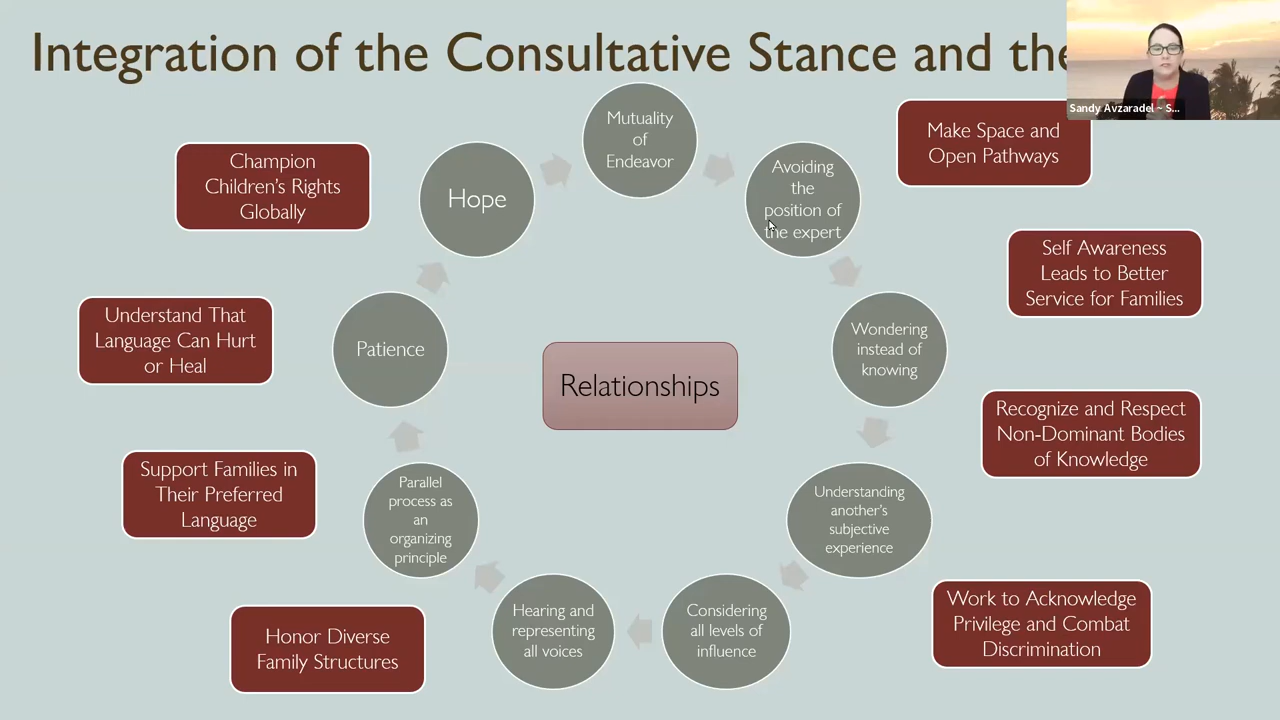 Integration of the Consultative Stance and the
Sandy Avzaradel ~ S...
Mutuality
of
Endeavor
Avoiding
the
position of
the expert
Wondering
instead of
knowing
Understanding
another's
subjective
experience
Considering
all levels of
influence
Hearing and
representing
all voices
Parallel
process as
an
organizing
principle
Patience
Hope
Relationships
Make Space and
Open Pathways
Self Awareness
Leads to Better
Service for Families
Recognize and Respect
Non-Dominant Bodies
of Knowledge
Work to Acknowledge
Privilege and Combat
Discrimination
Honor Diverse
Family Structures
Support Families in
Their Preferred
Language
Understand That
Language Can Hurt
or Heal
Champion
Children's Rights
Globally